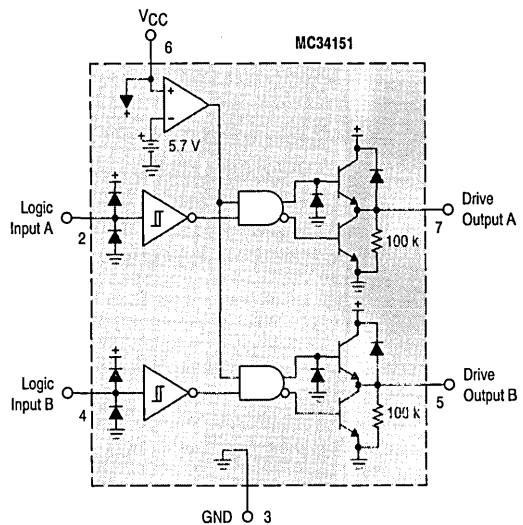 VCC
6
MC34151
+
+
−
+
5.7 V
+
+
Logic
Input A
2
Drive
Output A
7
100 k
+
+
Logic
Input B
4
Drive
Output B
5
100 k
GND 3